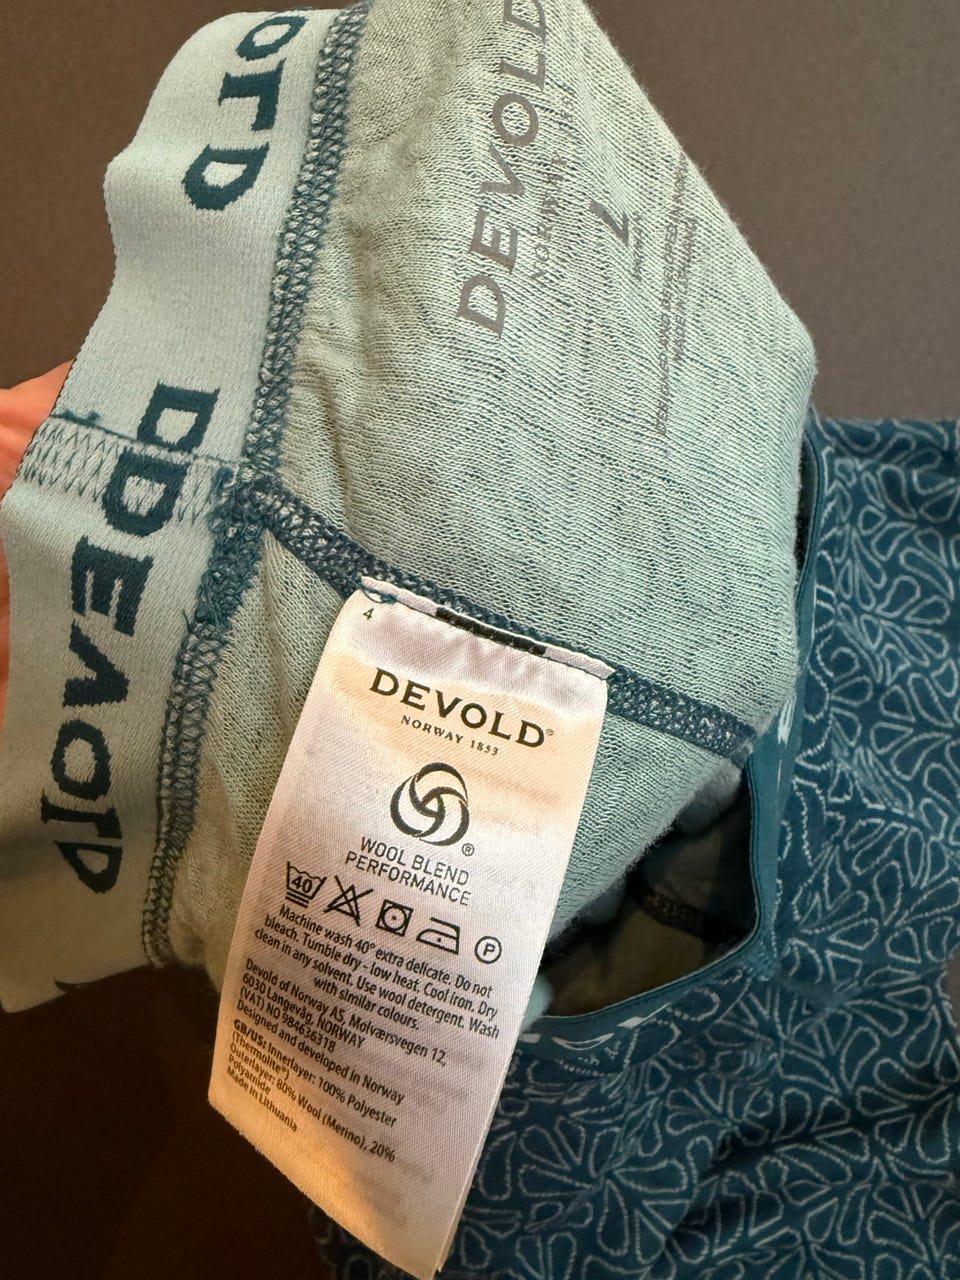 DEVOLD
NORWAY
L
DEVOLD
4
DEVOLD®
NORWAY 1853
WOOL BLEND
PERFORMANCE
40
P
Machine wash 40° extra delicate. Do not
bleach. Tumble dry - low heat. Cool iron. Dry
clean in any solvent. Use wool detergent. Wash
with similar colours.
Devold of Norway AS, Molværsvegen 12,
6030 Langevåg, NORWAY
(VAT) NO 984636318
Designed and developed in Norway
GB/US: Innerlayer: 100% Polyester
(Thermolite®)
Outerlayer: 80% Wool (Merino), 20%
Polyamide
Made in Lithuania